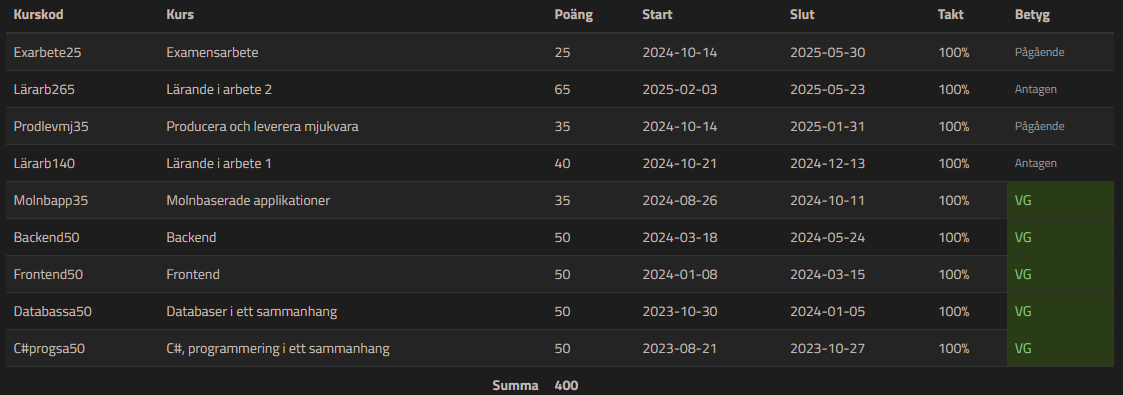 Kurskod Kurs Poäng Start Slut Takt Betyg
Exarbete25 Examensarbete 25 2024-10-14 2025-05-30 100% Pågående
Lärarb265 Lärande i arbete 2 65 2025-02-03 2025-05-23 100% Antagen
Prodlevmj35 Producera och leverera mjukvara 35 2024-10-14 2025-01-31 100% Pågående
Lärarb140 Lärande i arbete 1 40 2024-10-21 2024-12-13 100% Antagen
Molnbapp35 Molnbaserade applikationer 35 2024-08-26 2024-10-11 100% VG
Backend50 Backend 50 2024-03-18 2024-05-24 100% VG
Frontend50 Frontend 50 2024-01-08 2024-03-15 100% VG
Databassa50 Databaser i ett sammanhang 50 2023-10-30 2024-01-05 100% VG
C#progsa50 C#, programmering i ett sammanhang 50 2023-08-21 2023-10-27 100% VG
Summa 400